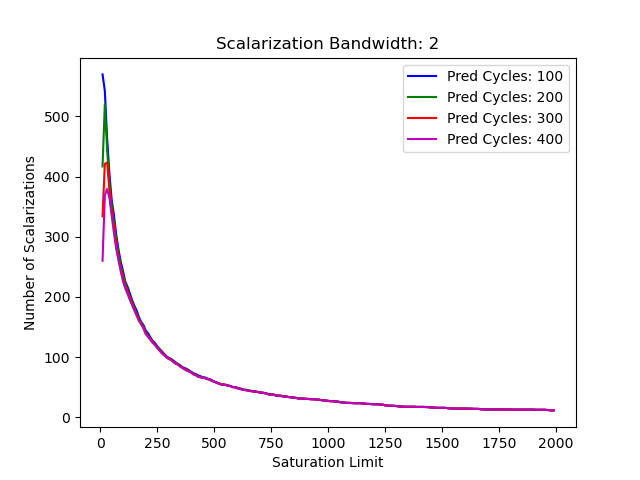 Scalarization Bandwidth: 2
Pred Cycles: 100
Pred Cycles: 200
Pred Cycles: 300
Pred Cycles: 400
Number of Scalarizations
500
400
300
200
100
0
0 250 500 750 1000 1250 1500 1750 2000
Saturation Limit